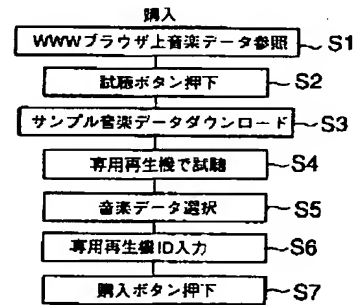 購入
WWWブラウザ上音楽データ参照 S1
試聴ボタン押下 S2
サンプル音楽データダウンロード S3
専用再生機で試聴 S4
音楽データ選択 S5
専用再生機ID入力 S6
購入ボタン押下 S7